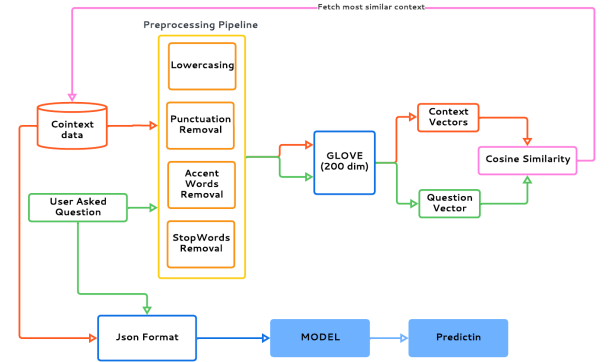 Fetch most similar context
Preprocessing Pipeline
Lowercasing
Cointext
data
Punctuation
Removal
GLOVE
(200 dim)
Context
Vectors
Cosine Similarity
Accent
Words
Removal
User Asked
Question
Question
Vector
StopWords
Removal
Json Format
MODEL
Predictin